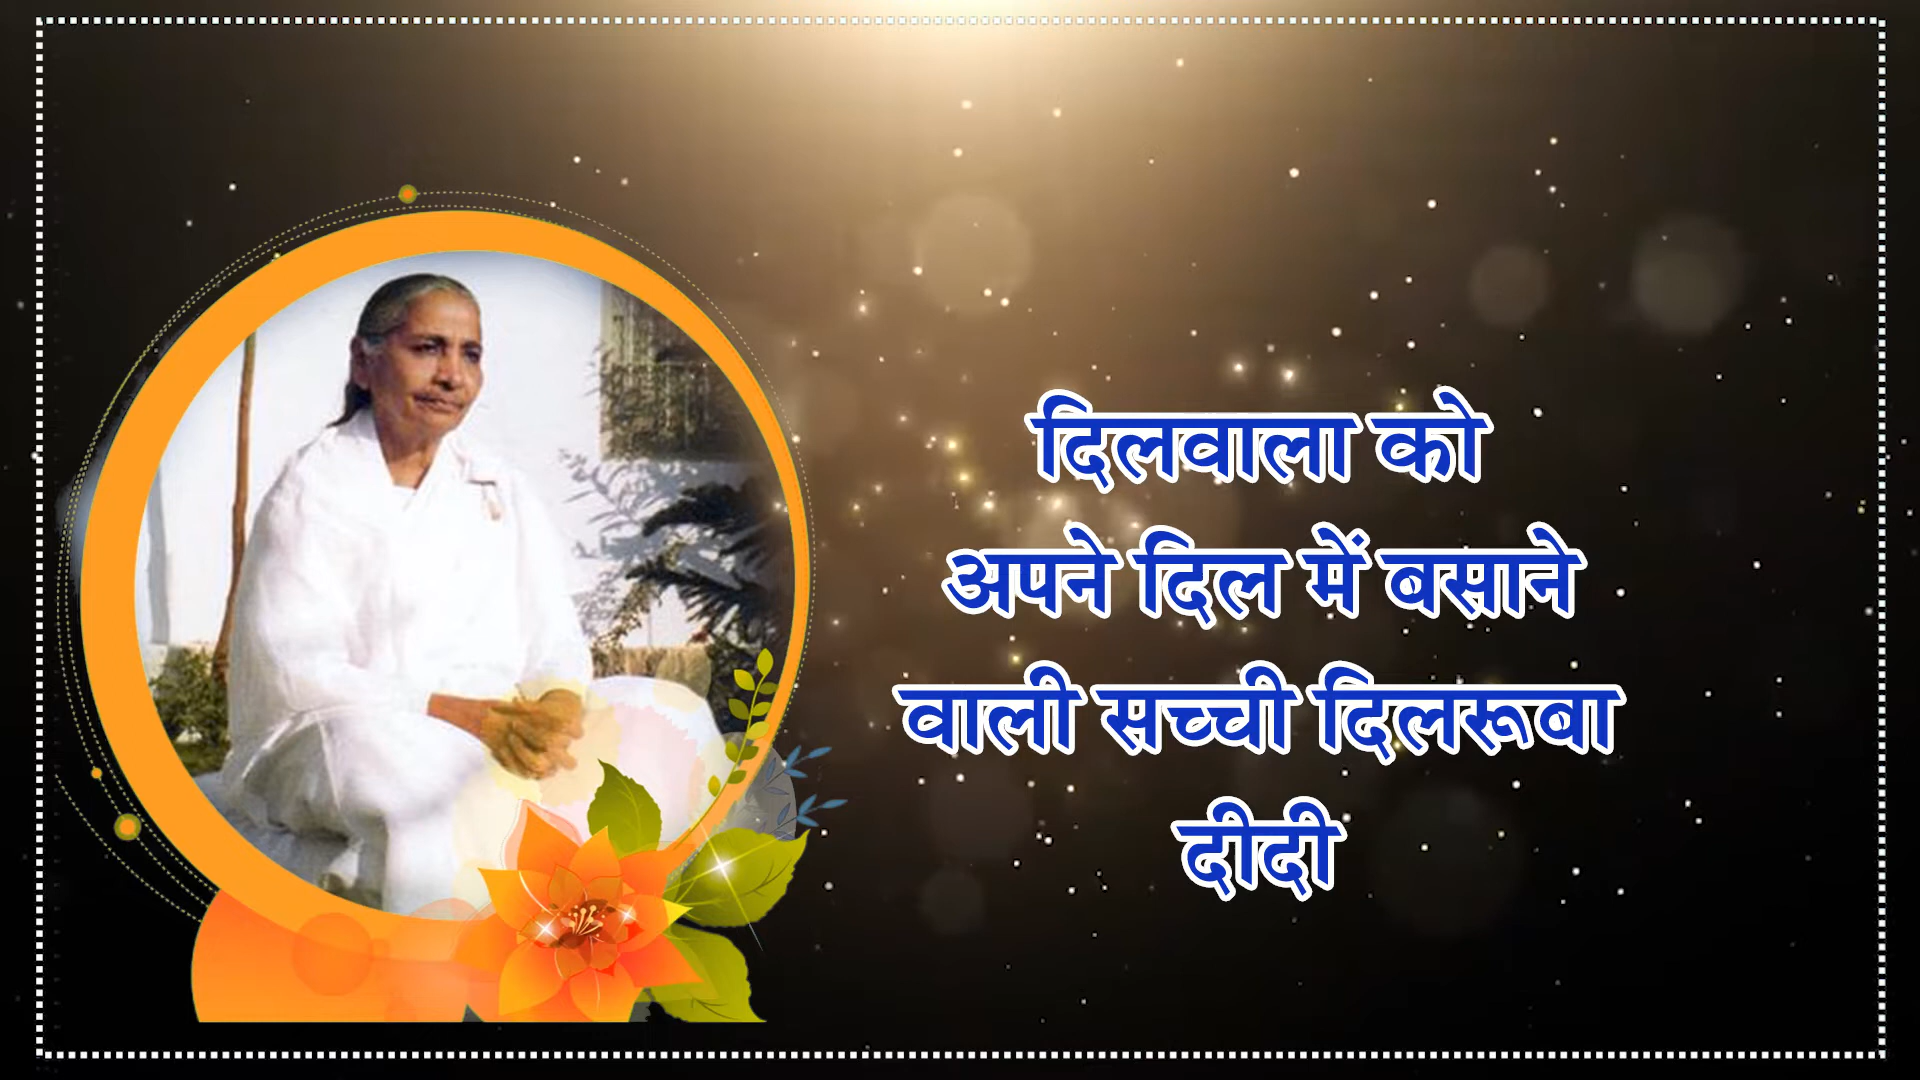 दिलवाला को
अपने दिल में बसाने
वाली सच्ची दिलरूबा
दीदी